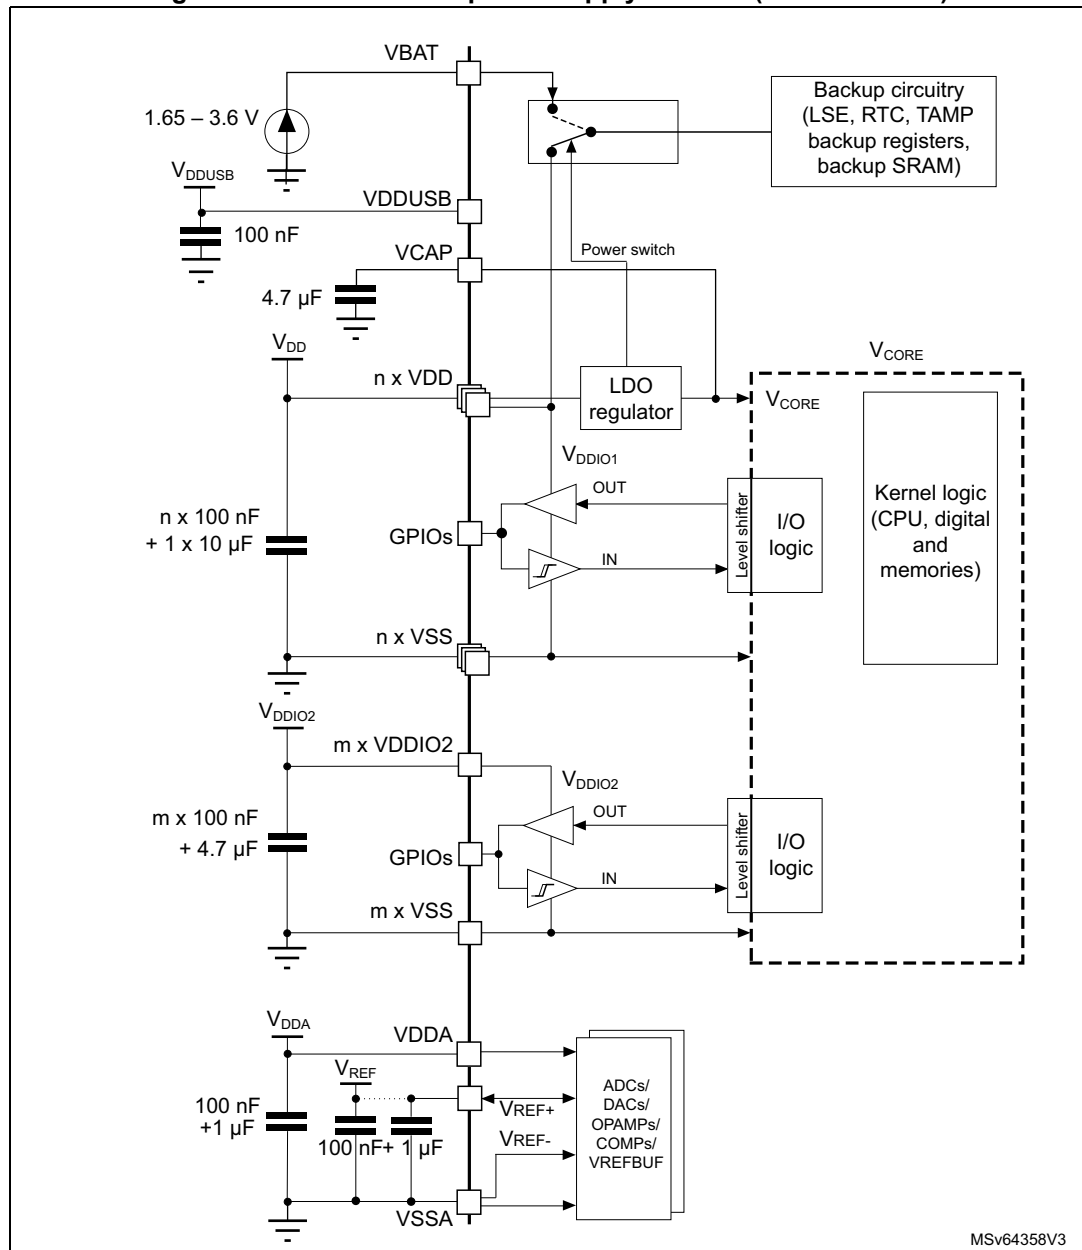 VBAT
1.65 – 3.6 V
Backup circuitry
(LSE, RTC, TAMP
backup registers,
backup SRAM)
VDDUSB
VDDUSB
100 nF
Power switch
VCAP
4.7 µF
VDD
n x VDD
LDO
regulator
VCORE
VCORE
VDDIO1
OUT
n x 100 nF
+ 1 x 10 µF
GPIOs
IN
Level shifter
I/O
logic
Kernel logic
(CPU, digital
and
memories)
n x VSS
VDDIO2
m x VDDIO2
VDDIO2
OUT
m x 100 nF
+ 4.7 µF
GPIOs
IN
Level shifter
I/O
logic
m x VSS
VDDA
VDDA
VREF
100 nF
+1 µF
100 nF+ 1 µF
VREF+
VREF-
ADCs/
DACs/
OPAMPs/
COMPs/
VREFBUF
VSSA
MSv64358V3